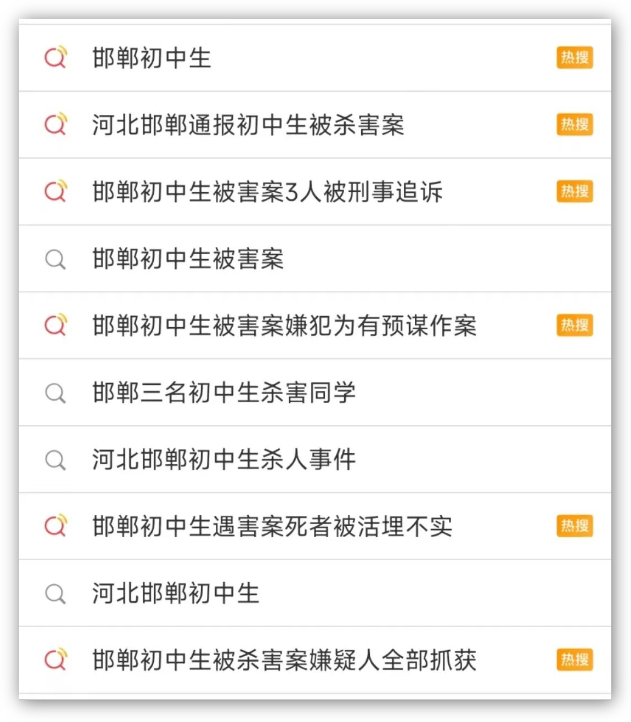 邯郸初中生 热搜
河北邯郸通报初中生被杀害案 热搜
邯郸初中生被害案3人被刑事追诉 热搜
邯郸初中生被害案
邯郸初中生被害案嫌犯为有预谋作案 热搜
邯郸三名初中生杀害同学
河北邯郸初中生杀人事件
邯郸初中生遇害案死者被活埋不实 热搜
河北邯郸初中生
邯郸初中生被杀害案嫌疑人全部抓获 热搜